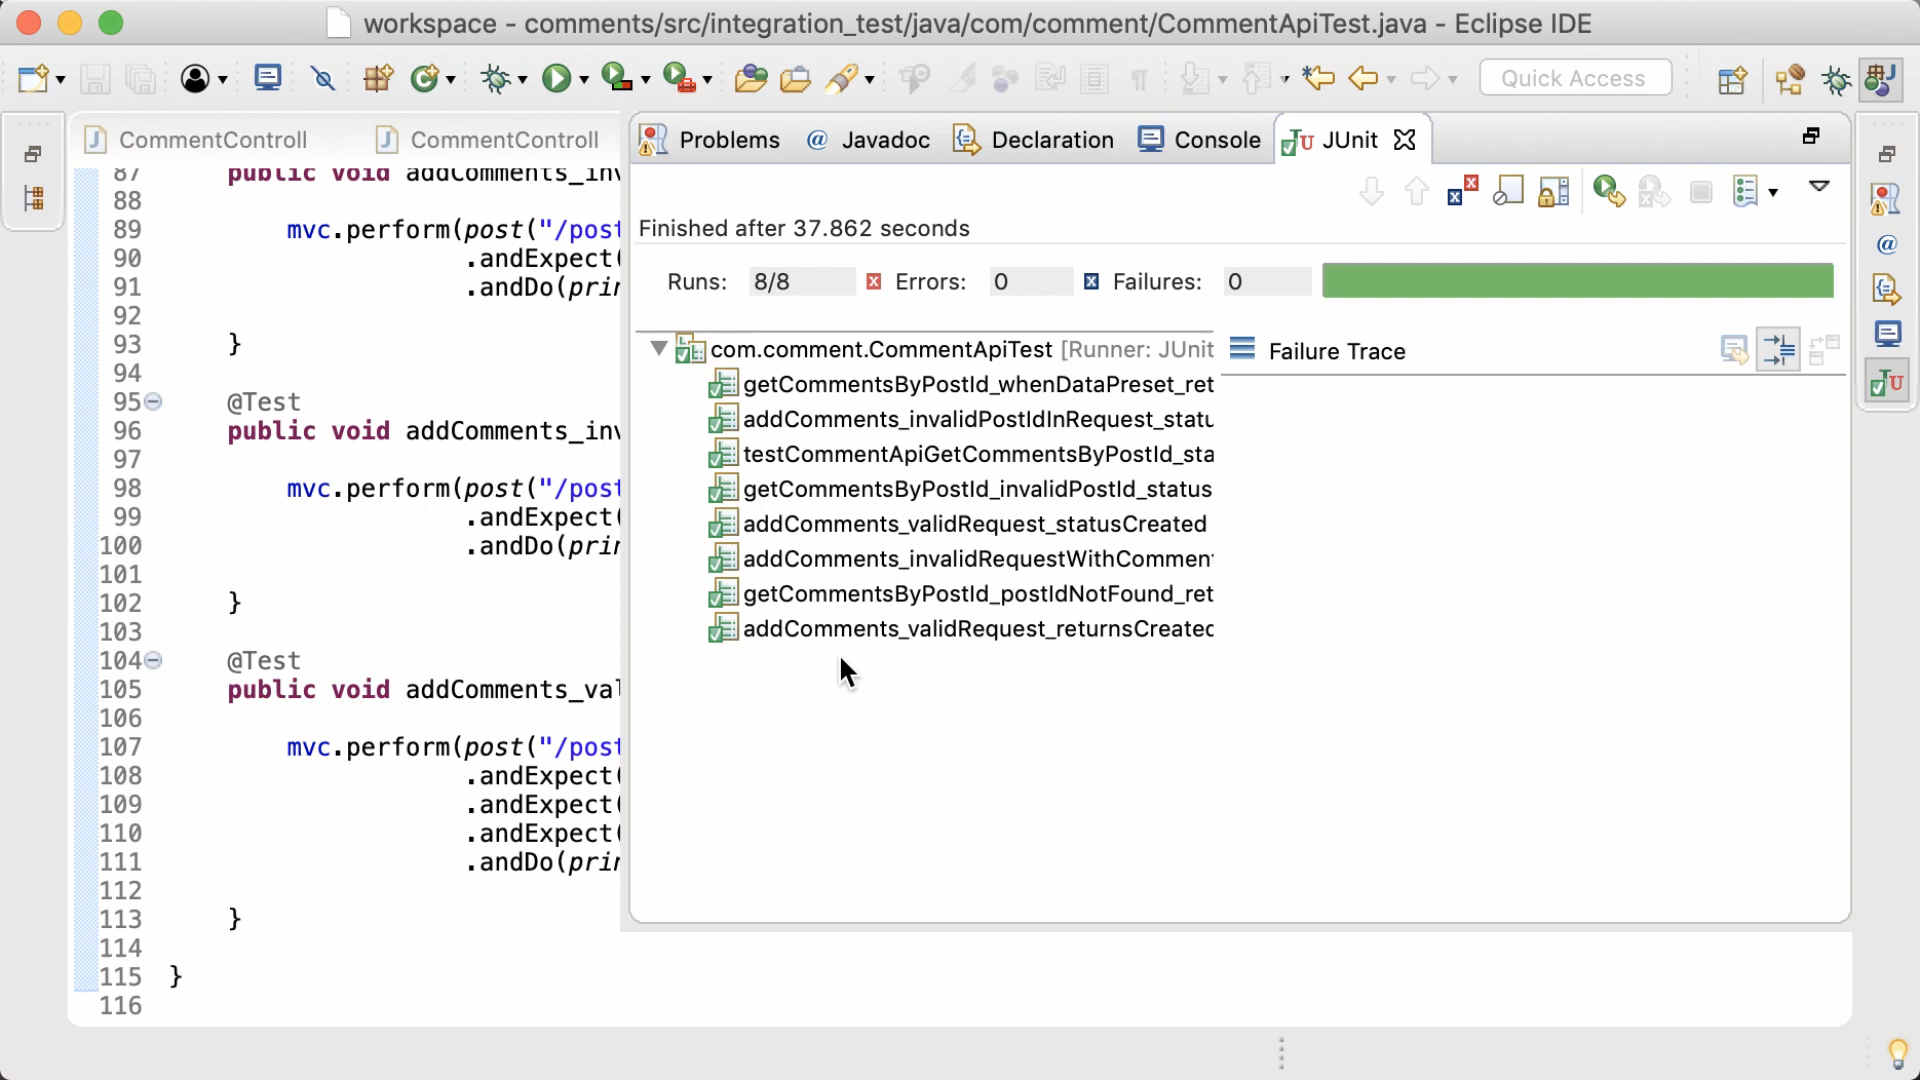 workspace - comments/src/integration_test/java/com/comment/CommentApiTest.java - Eclipse IDE
Quick Access
CommentControll
CommentControll
Problems
@ Javadoc
Declaration
Console
JUnit
87 public void addComments_inv
88
89 mvc.perform(post("/post
90 .andExpect(
91 .andDo(prin
92
93 }
94
95 @Test
96 public void addComments_inv
97
98 mvc.perform(post("/post
99 .andExpect(
100 .andDo(prin
101
102 }
103
104 @Test
105 public void addComments_val
106
107 mvc.perform(post("/post
108 .andExpect(
109 .andExpect(
110 .andExpect(
111 .andDo(prin
112
113 }
114
115 }
116
Finished after 37.862 seconds
Runs: 8/8 Errors: 0 Failures: 0
com.comment.CommentApiTest [Runner: JUnit
getCommentsByPostId_whenDataPreset_ret
addComments_invalidPostIdInRequest_statu
testCommentApiGetCommentsByPostId_sta
getCommentsByPostId_invalidPostId_status
addComments_validRequest_statusCreated
addComments_invalidRequestWithComment
getCommentsByPostId_postIdNotFound_ret
addComments_validRequest_returnsCreated
Failure Trace